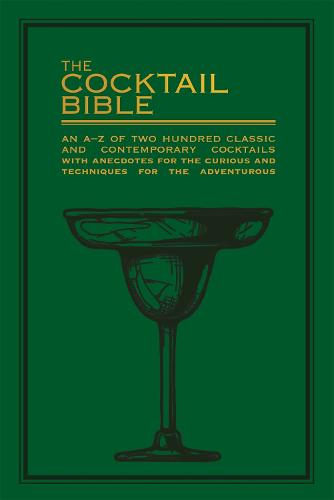 THE
COCKTAIL
BIBLE
AN A–Z OF TWO HUNDRED CLASSIC
AND CONTEMPORARY COCKTAILS
WITH ANECDOTES FOR THE CURIOUS AND
TECHNIQUES FOR THE ADVENTUROUS